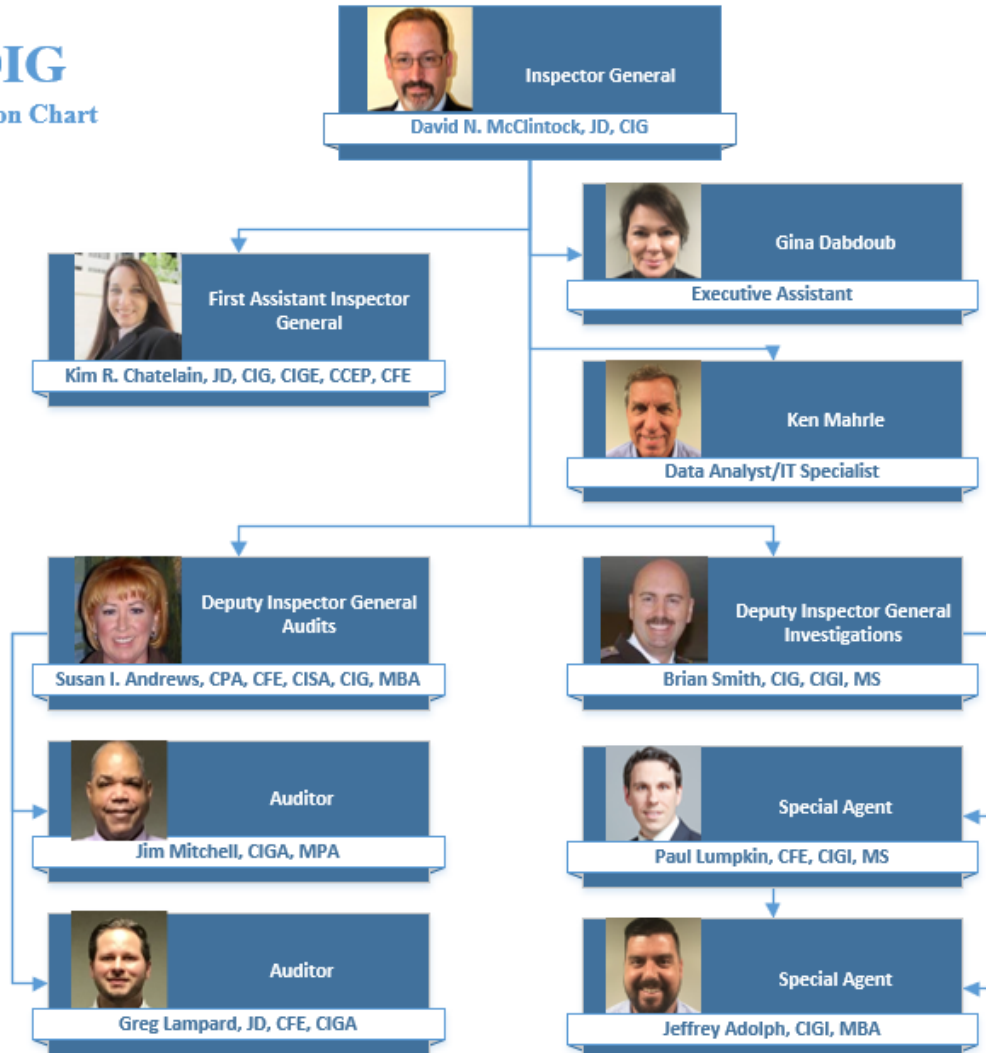 IG
on Chart
Inspector General
David N. McClintock, JD, CIG
Gina Dabdoub
Executive Assistant
First Assistant Inspector
General
Kim R. Chatelain, JD, CIG, CIGE, CCEP, CFE
Ken Mahrle
Data Analyst/IT Specialist
Deputy Inspector General
Audits
Susan I. Andrews, CPA, CFE, CISA, CIG, MBA
Deputy Inspector General
Investigations
Brian Smith, CIG, CIGI, MS
Auditor
Jim Mitchell, CIGA, MPA
Special Agent
Paul Lumpkin, CFE, CIGI, MS
Auditor
Greg Lampard, JD, CFE, CIGA
Special Agent
Jeffrey Adolph, CIGI, MBA